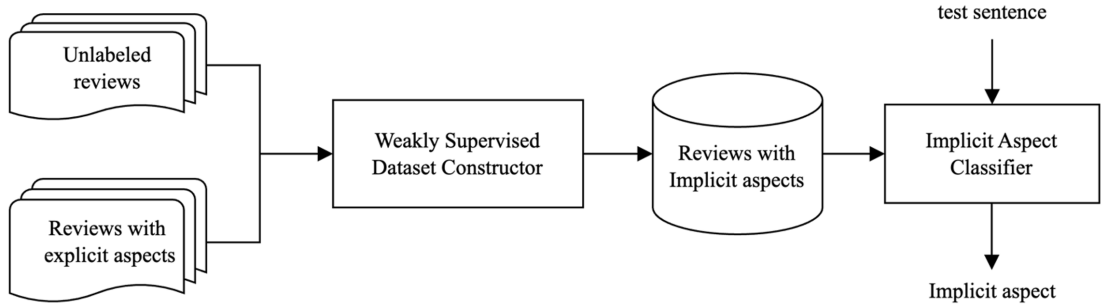 Unlabeled
reviews
Reviews with
explicit aspects
Weakly Supervised
Dataset Constructor
Reviews with
Implicit aspects
test sentence
Implicit Aspect
Classifier
Implicit aspect